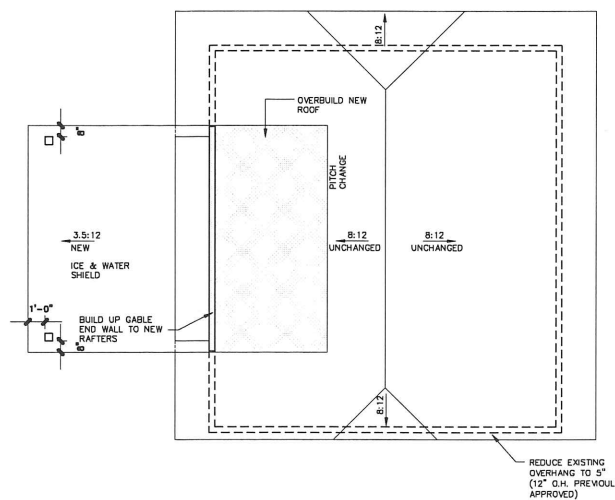 8:12
OVERBUILD NEW
ROOF
8"
PITCH
CHANGE
3.5:12
NEW
8:12
UNCHANGED
8:12
UNCHANGED
ICE & WATER
SHIELD
1'-0"
BUILD UP GABLE
END WALL TO NEW
RAFTERS
8"
8:12
REDUCE EXISTING
OVERHANG TO 5"
(12" O.H. PREVIOUL
APPROVED)